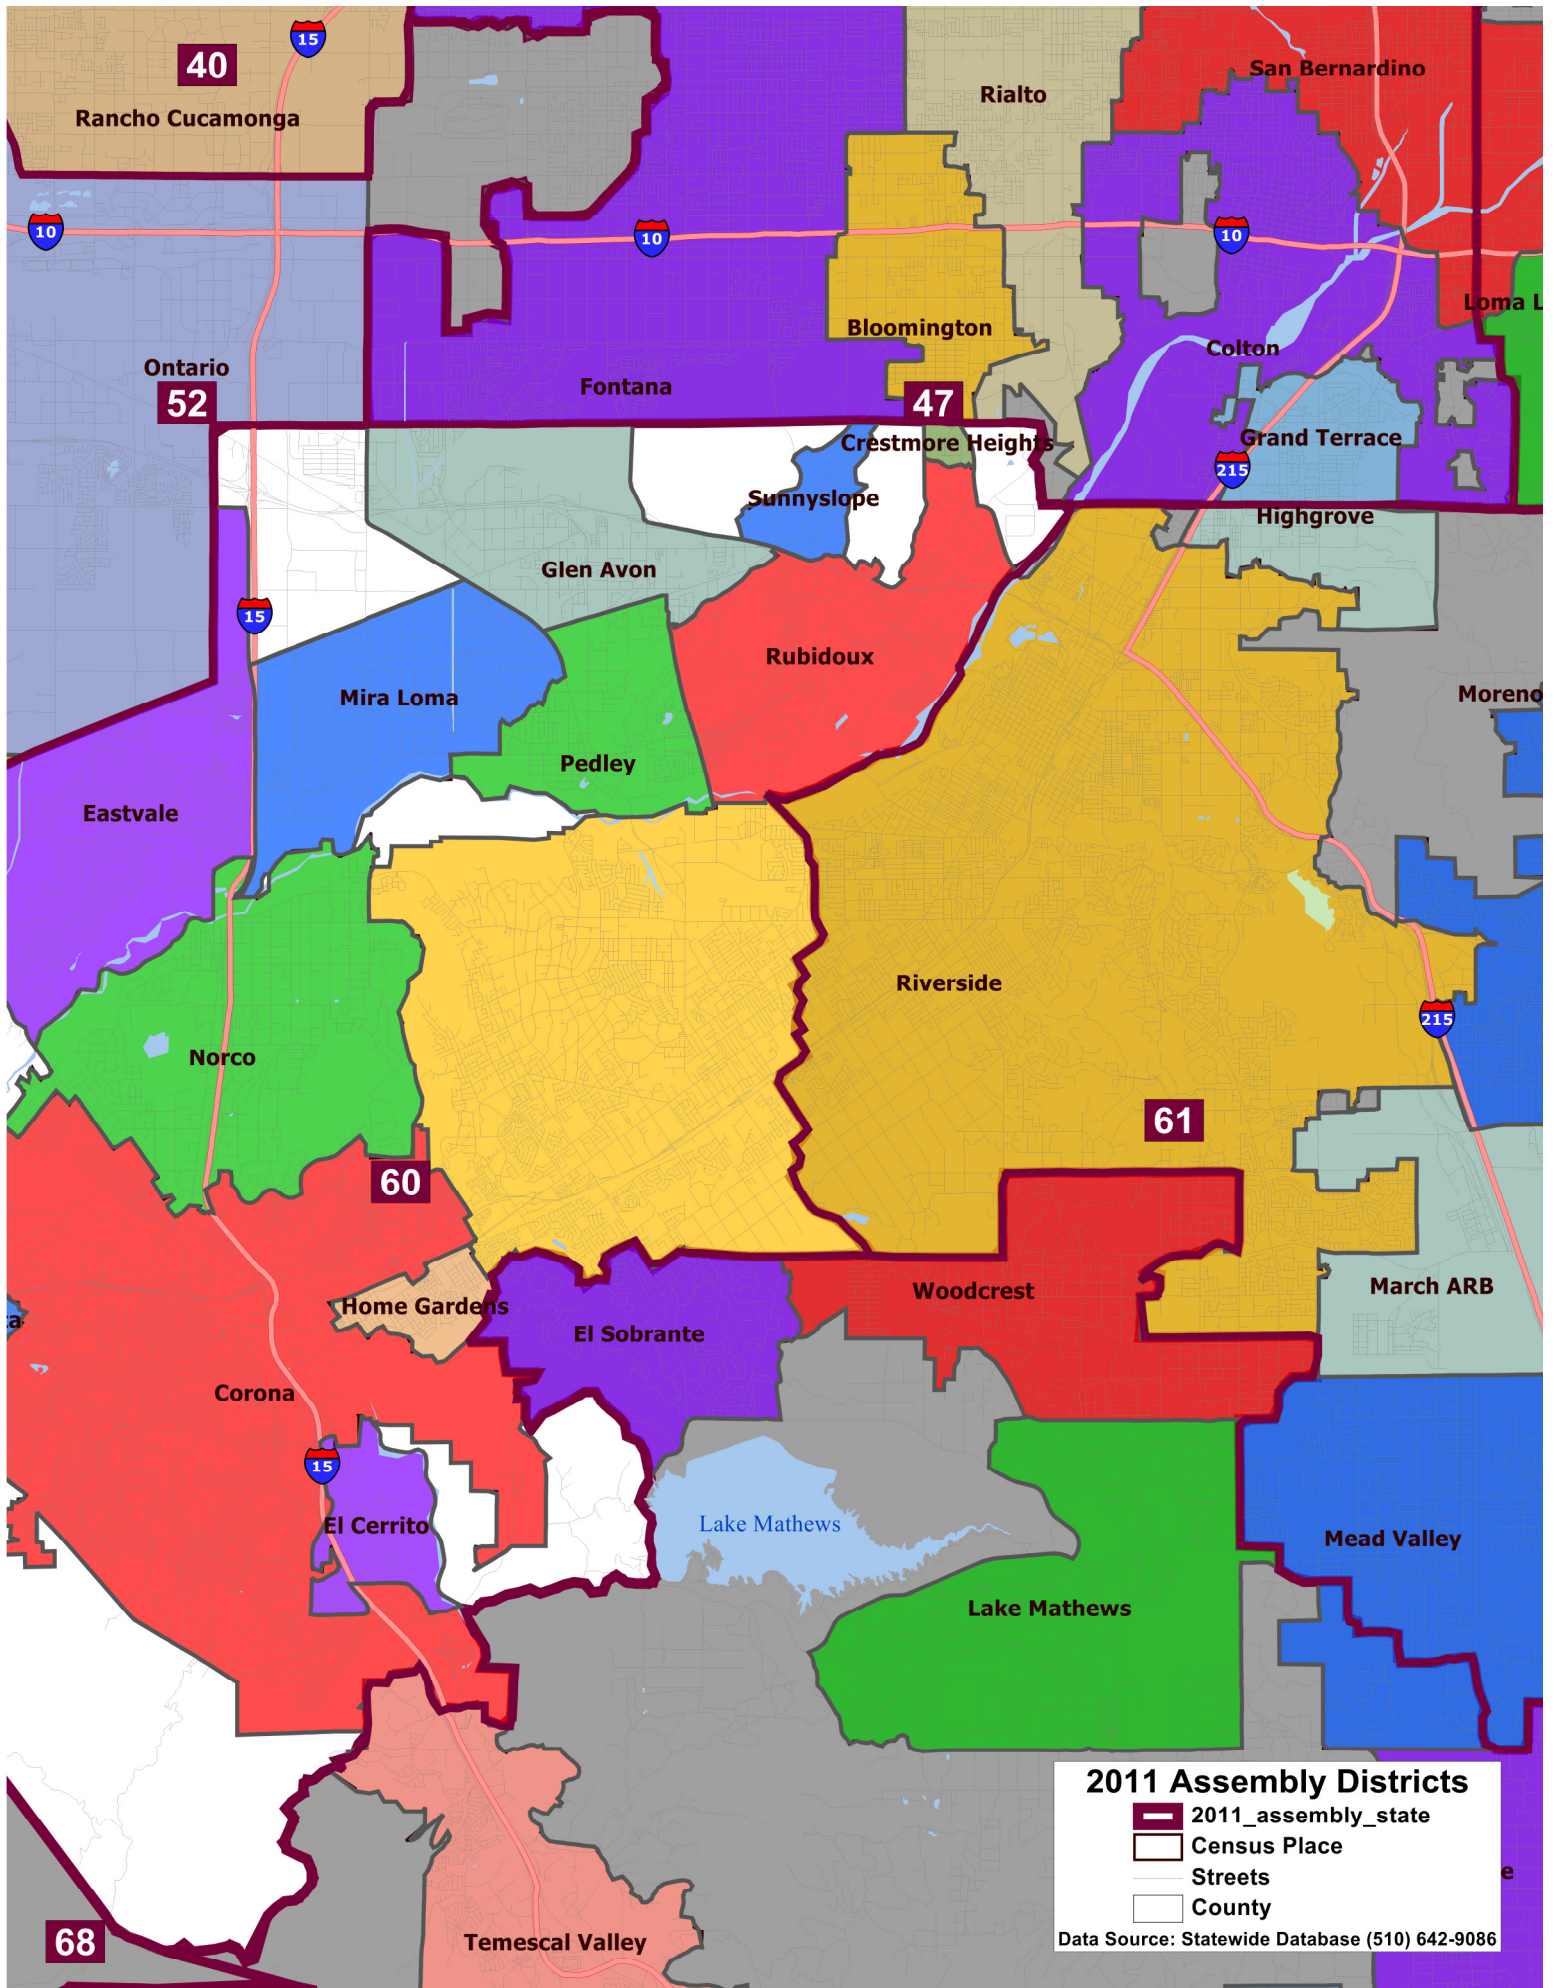 15
40
San Bernardino
Rialto
Rancho Cucamonga
10
10
10
Loma L
Bloomington
Colton
Ontario
Fontana
52
47
Grand Terrace
Crestmore Heights
215
Sunnyslope
Highgrove
Glen Avon
15
Rubidoux
Mira Loma
Moreno
Pedley
Eastvale
Riverside
215
Norco
61
60
March ARB
Woodcrest
Home Gardens
a
El Sobrante
Corona
15
Lake Mathews
El Cerrito
Mead Valley
Lake Mathews
2011 Assembly Districts
2011_assembly_state
Census Place
Streets
e
County
Data Source: Statewide Database (510) 642-9086
68
Temescal Valley